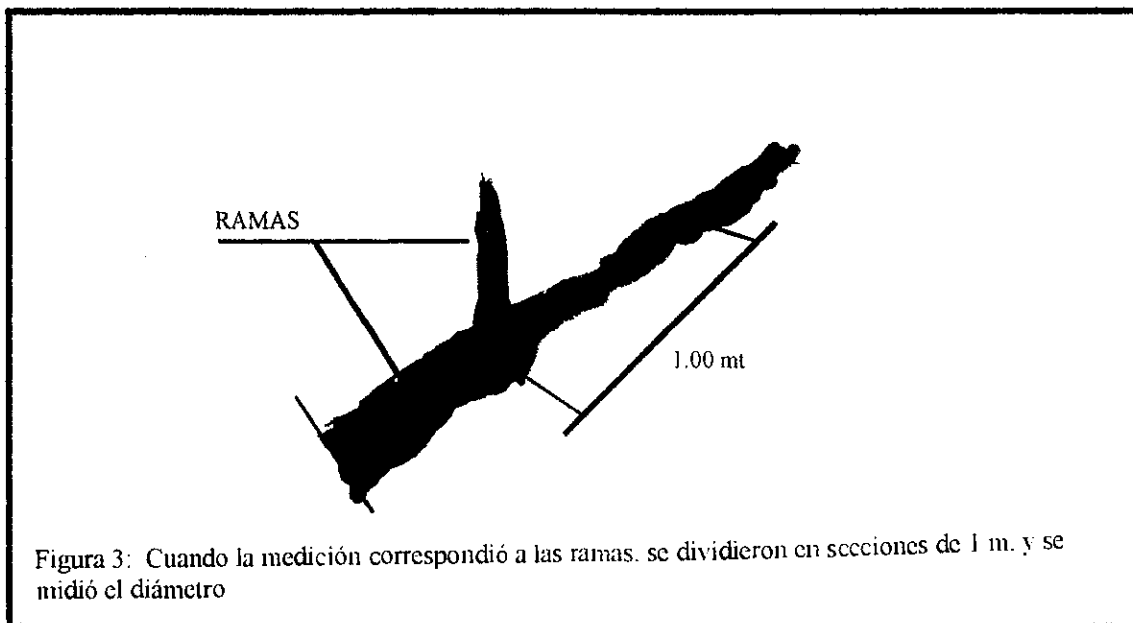 RAMAS
1.00 mt
Figura 3: Cuando la medición correspondió a las ramas. se dividieron en secciones de 1 m. y se
midió el diámetro